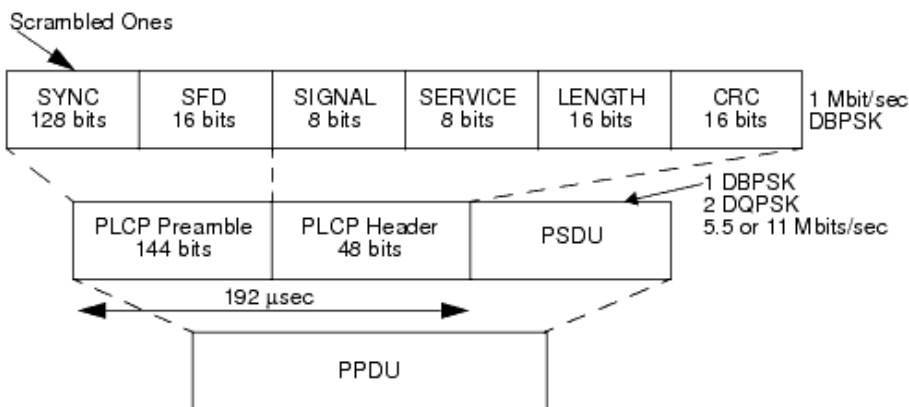 Scrambled Ones
SYNC
128 bits
SFD
16 bits
SIGNAL
8 bits
SERVICE
8 bits
LENGTH
16 bits
CRC
16 bits
1 Mbit/sec
DBPSK
PLCP Preamble
144 bits
PLCP Header
48 bits
PSDU
1 DBPSK
2 DQPSK
5.5 or 11 Mbits/sec
192 μsec
PPDU